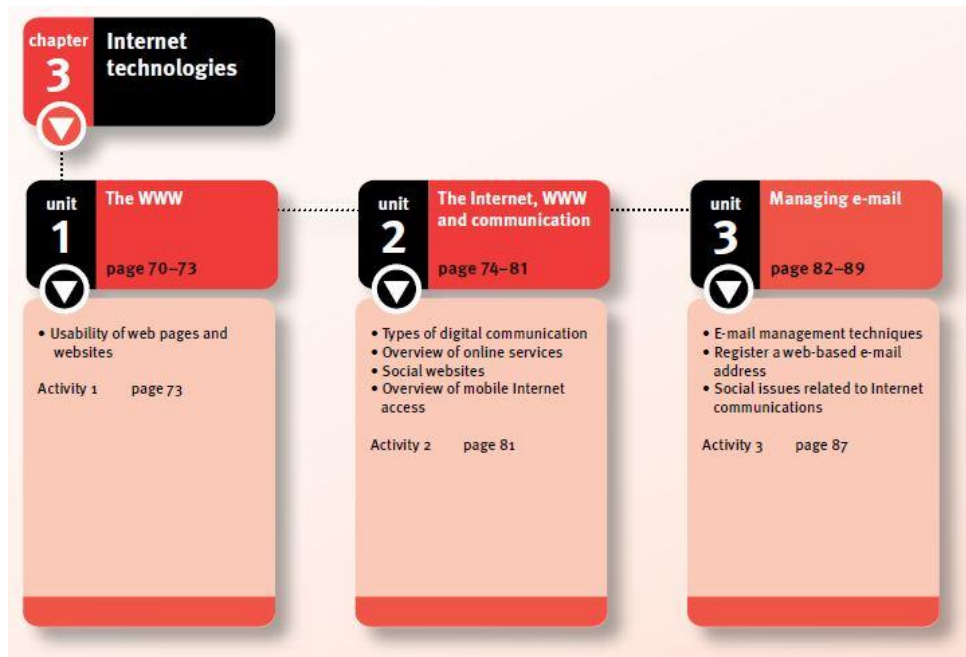 chapter
3
Internet
technologies
unit
1
The WWW
page 70–73
• Usability of web pages and
websites
Activity 1 page 73
unit
2
The Internet, WWW
and communication
page 74–81
• Types of digital communication
• Overview of online services
• Social websites
• Overview of mobile Internet
access
Activity 2 page 81
unit
3
Managing e-mail
page 82–89
• E-mail management techniques
• Register a web-based e-mail
address
• Social issues related to Internet
communications
Activity 3 page 87